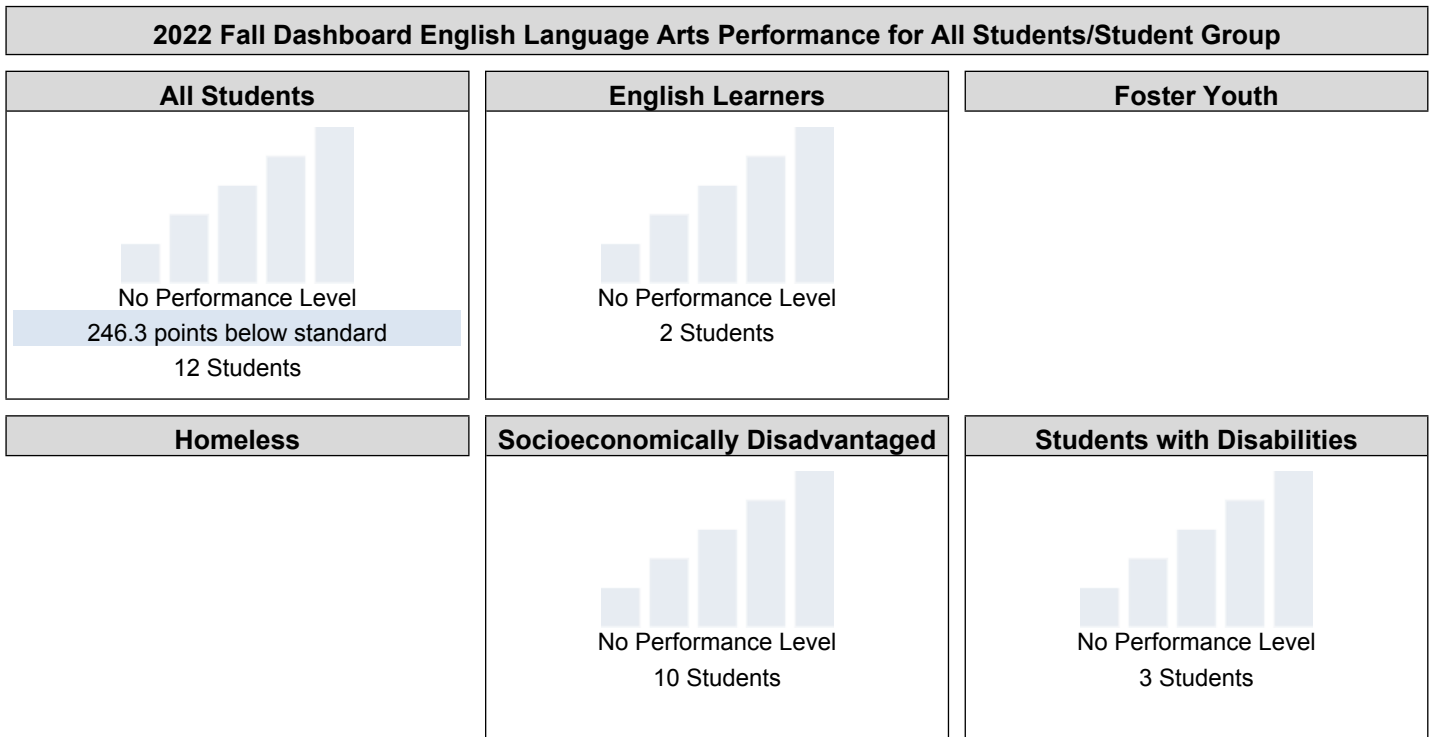 2022 Fall Dashboard English Language Arts Performance for All Students/Student Group
All Students
No Performance Level
246.3 points below standard
12 Students
English Learners
No Performance Level
2 Students
Foster Youth
Homeless
Socioeconomically Disadvantaged
No Performance Level
10 Students
Students with Disabilities
No Performance Level
3 Students